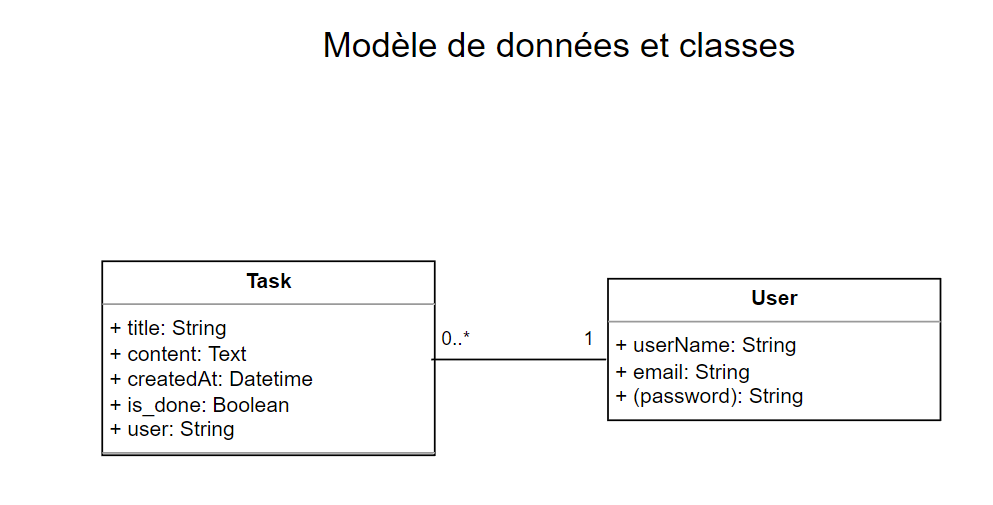 Modèle de données et classes
Task
+ title: String
+ content: Text
+ createdAt: Datetime
+ is_done: Boolean
+ user: String
0..*
1
User
+ userName: String
+ email: String
+ (password): String